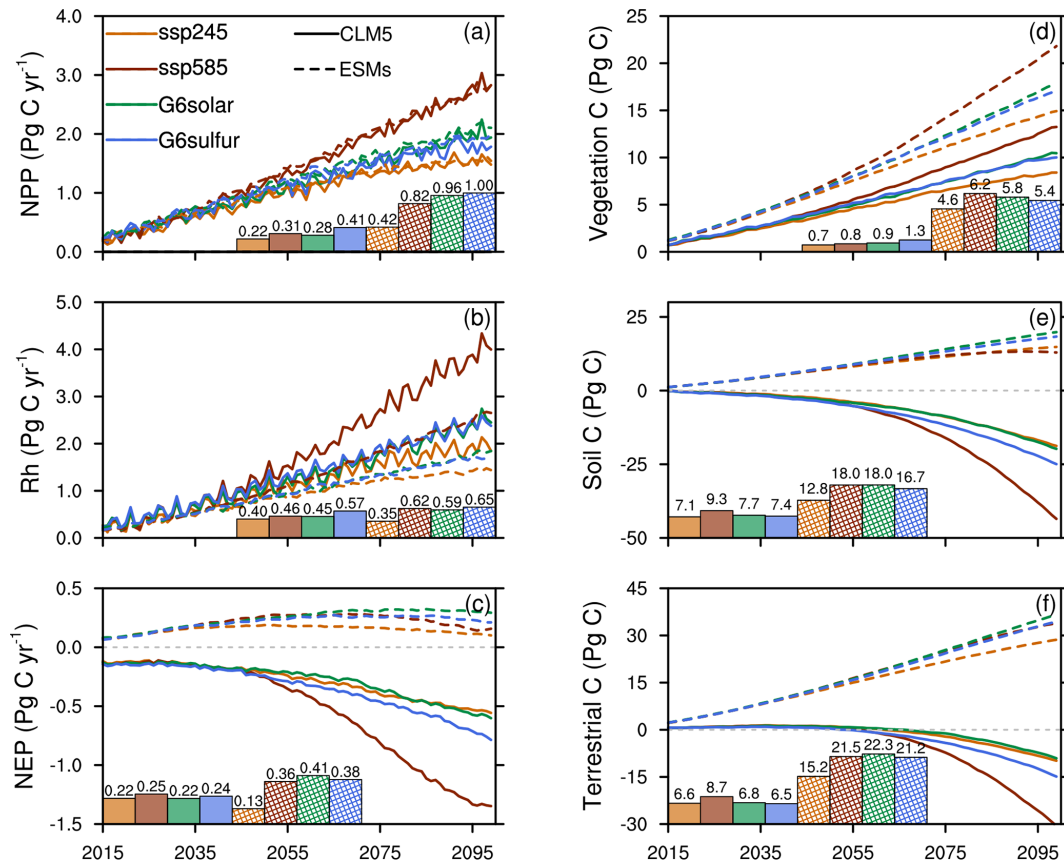 NPP (Pg C yr⁻¹)
4.0
3.0
2.0
1.0
0.0
ssp245
ssp585
G6solar
G6sulfur
CLM5
ESMs
(a)
0.22 0.31 0.28 0.41 0.42 0.82 0.96 1.00
Vegetation C (Pg C)
25
20
15
10
5
0
(d)
0.7 0.8 0.9 1.3 4.6 6.2 5.8 5.4
Rh (Pg C yr⁻¹)
5.0
4.0
3.0
2.0
1.0
0.0
(b)
0.40 0.46 0.45 0.57 0.35 0.62 0.59 0.65
Soil C (Pg C)
25
0
-25
-50
(e)
7.1 9.3 7.7 7.4 12.8 18.0 18.0 16.7
NEP (Pg C yr⁻¹)
0.5
0.0
-0.5
-1.0
-1.5
(c)
0.22 0.25 0.22 0.24 0.13 0.36 0.41 0.38
2015 2035 2055 2075 2095
Terrestrial C (Pg C)
45
30
15
0
-15
-30
(f)
6.6 8.7 6.8 6.5 15.2 21.5 22.3 21.2
2015 2035 2055 2075 2095